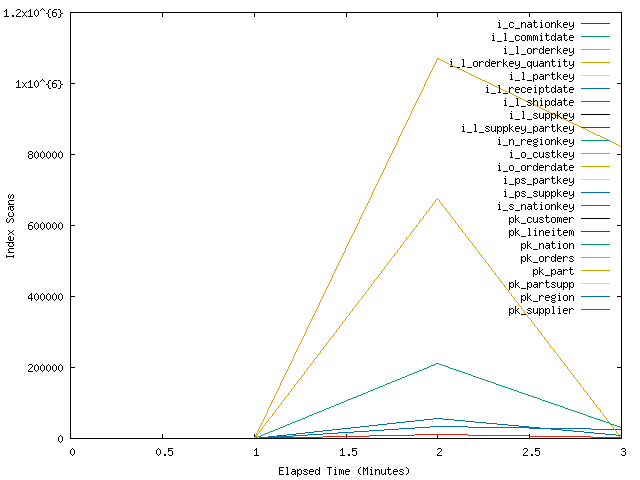 1.2x10^{6}
1x10^{6}
800000
600000
400000
200000
0
Index Scans
i_c_nationkey
i_l_commitdate
i_l_orderkey
i_l_orderkey_quantity
i_l_partkey
i_l_receiptdate
i_l_shipdate
i_l_suppkey
i_l_suppkey_partkey
i_n_regionkey
i_o_custkey
i_o_orderdate
i_ps_partkey
i_ps_suppkey
i_s_nationkey
pk_customer
pk_lineitem
pk_nation
pk_orders
pk_part
pk_partsupp
pk_region
pk_supplier
0 0.5 1 1.5 2 2.5 3
Elapsed Time (Minutes)